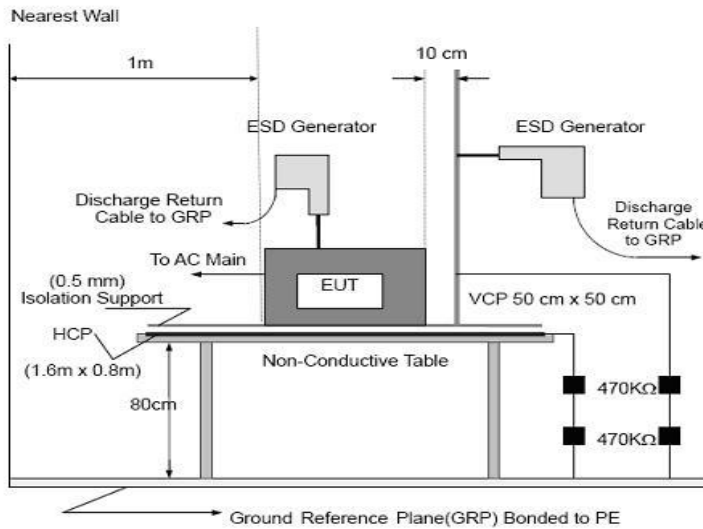 Nearest Wall
1m
10 cm
ESD Generator
ESD Generator
Discharge Return
Cable to GRP
Discharge
Return Cable
to GRP
To AC Main
(0.5 mm)
Isolation Support
EUT
VCP 50 cm x 50 cm
HCP
(1.6m x 0.8m)
Non-Conductive Table
80cm
470KΩ
470KΩ
Ground Reference Plane(GRP) Bonded to PE